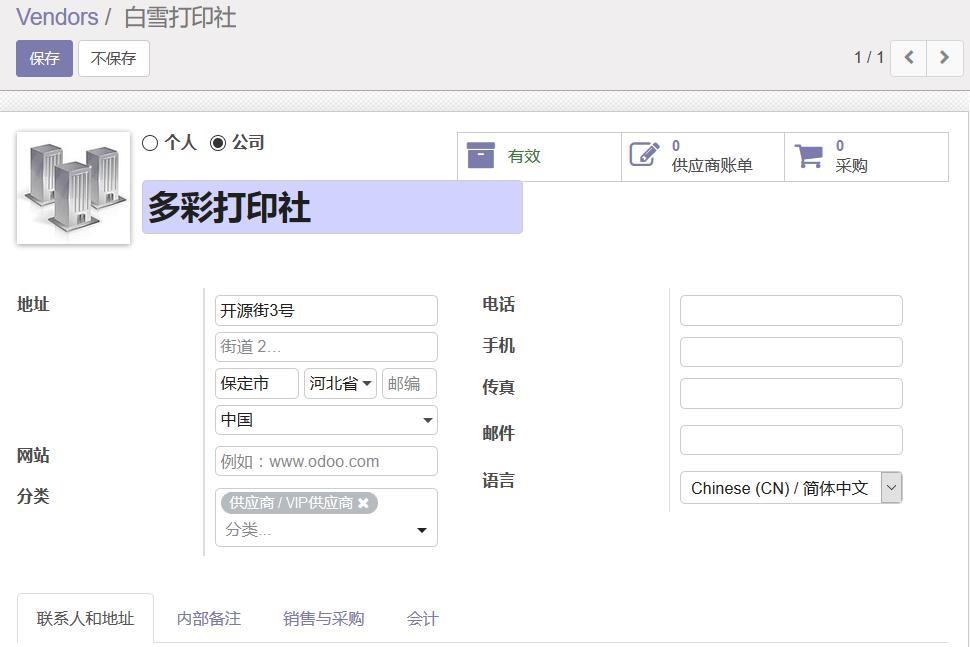 Vendors / 白雪打印社
保存 不保存 1 / 1
个人 公司
有效
0
供应商账单
0
采购
多彩打印社
地址 开源街3号
街道 2...
保定市 河北省 邮编
中国
网站 例如：www.odoo.com
分类 供应商 / VIP供应商 ✖
分类...
电话
手机
传真
邮件
语言 Chinese (CN) / 简体中文
联系人和地址 内部备注 销售与采购 会计